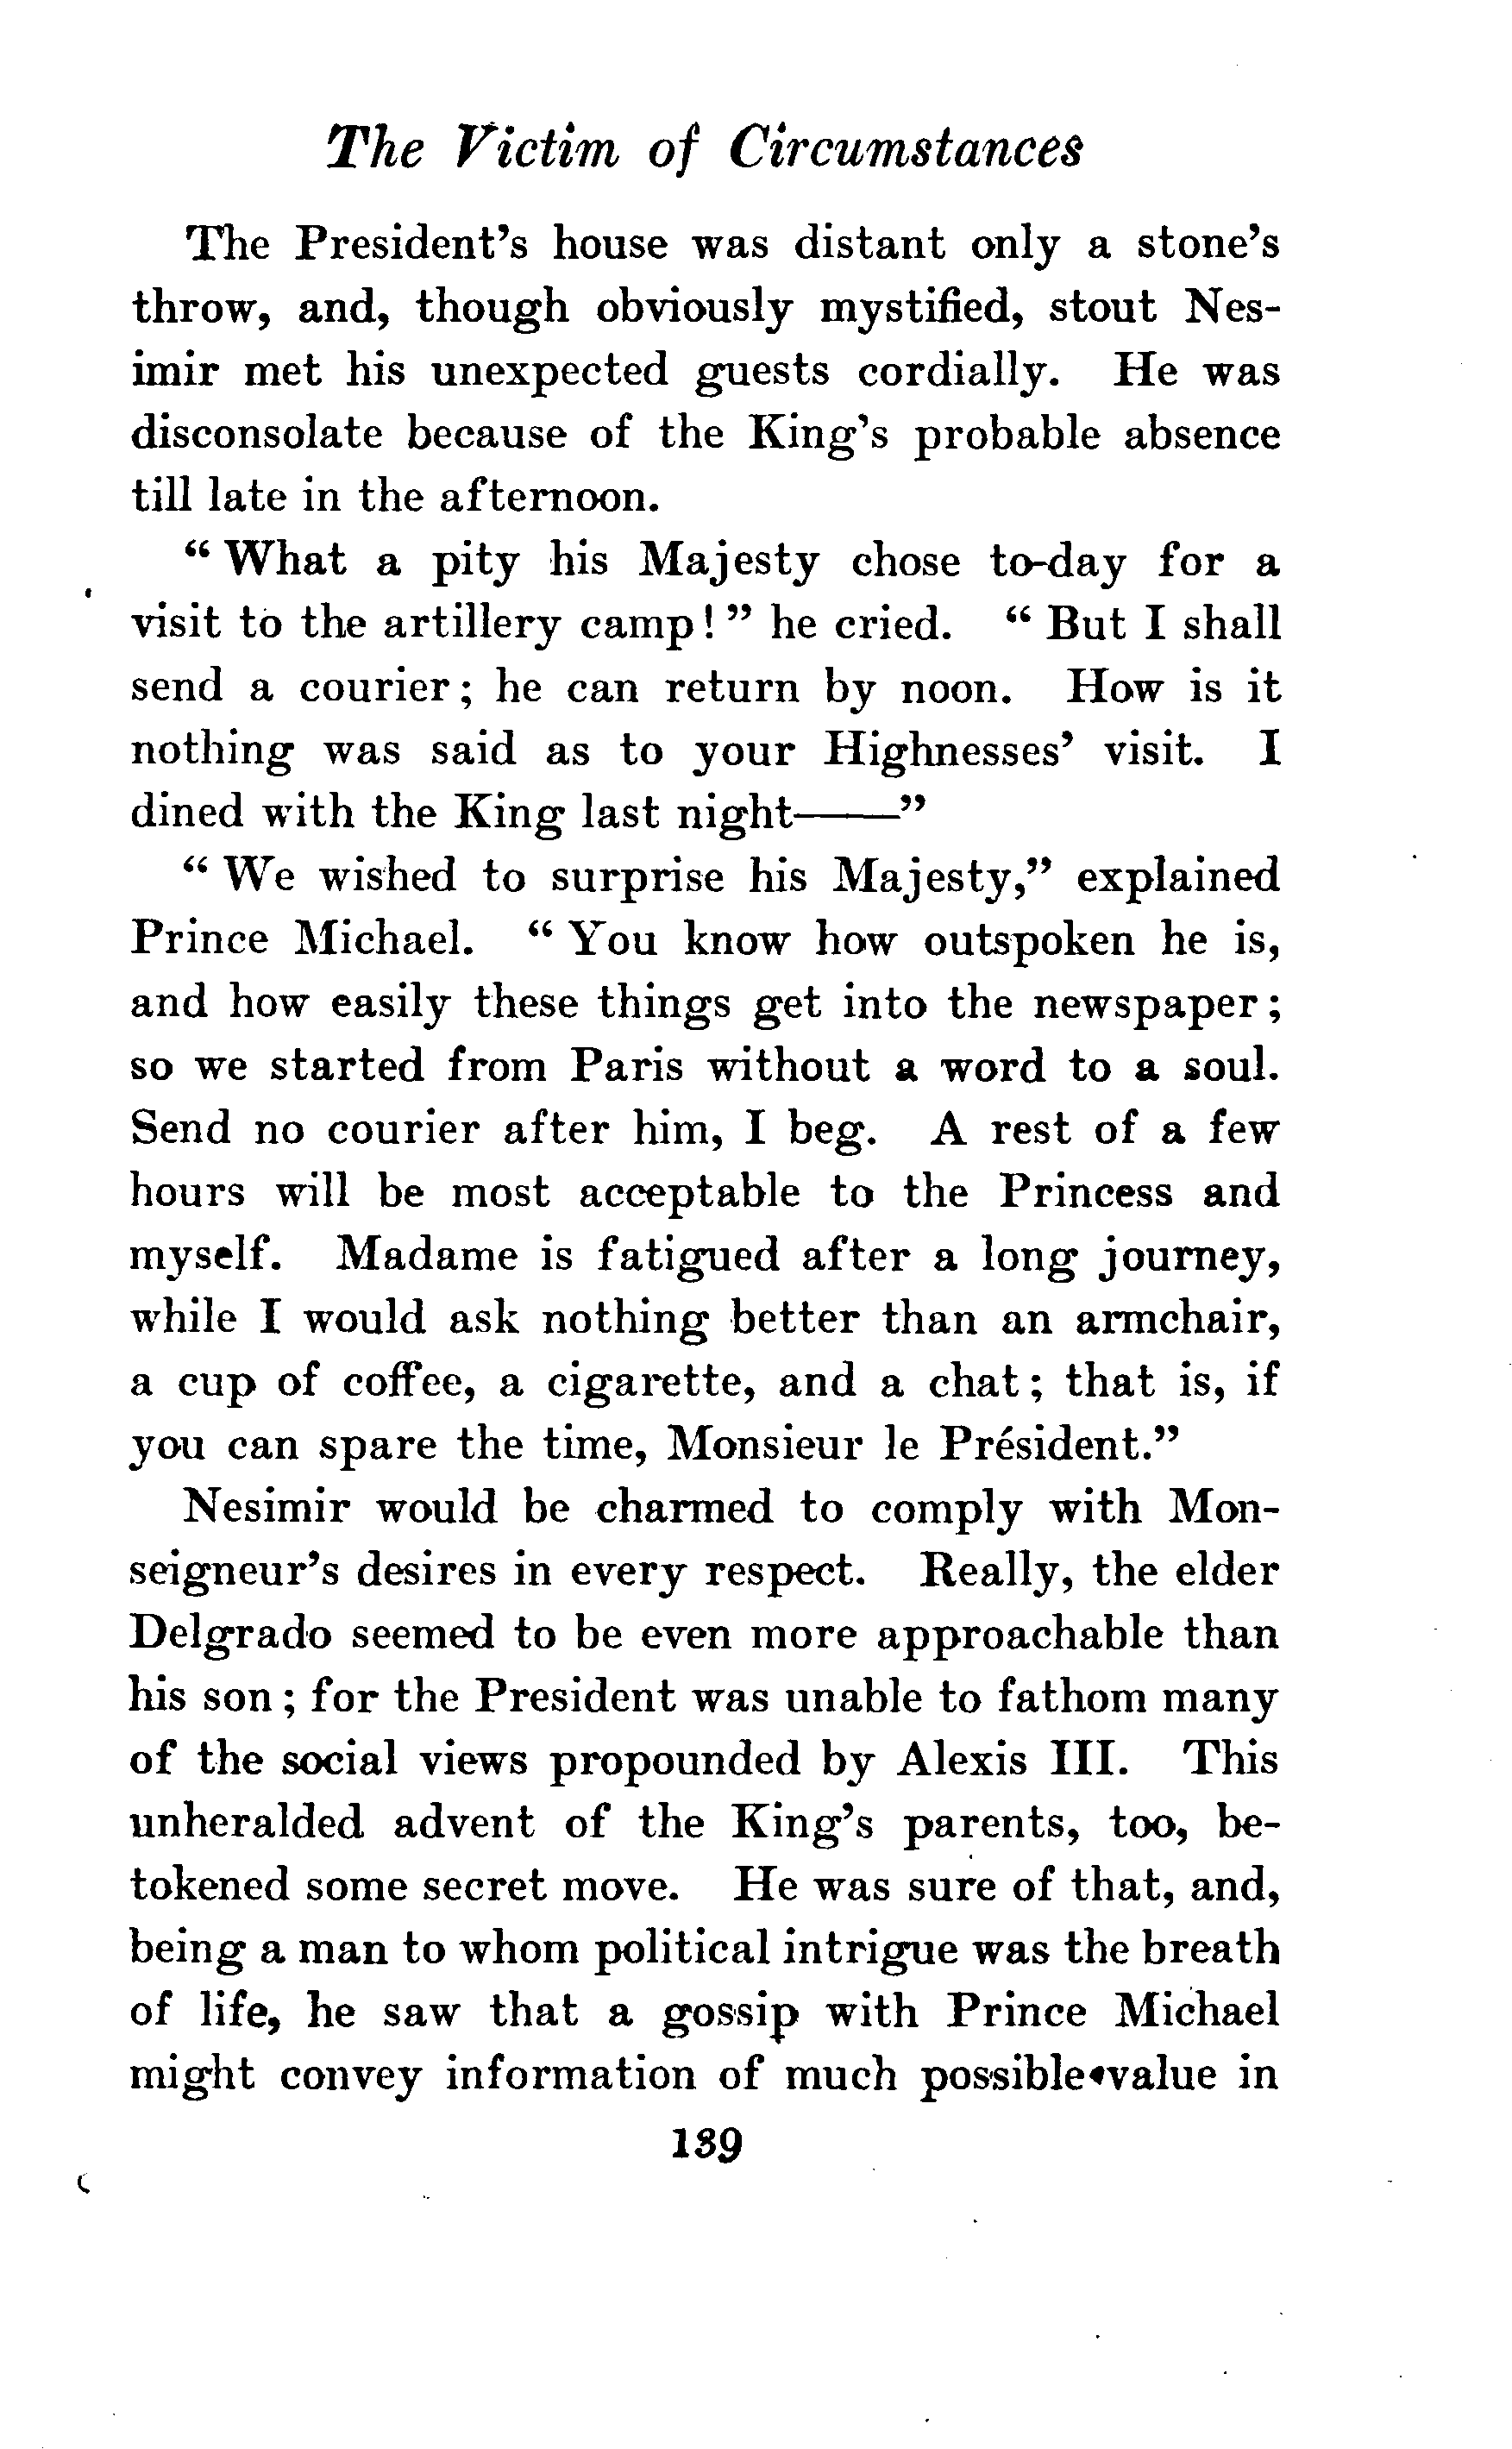 The Victim of Circumstances
The President's house was distant only a stone's
throw, and, though obviously mystified, stout Nes-
imir met his unexpected guests cordially. He was
disconsolate because of the King's probable absence
till late in the afternoon.
" What a pity his Majesty chose to-day for a
visit to the artillery camp! " he cried. " But I shall
send a courier; he can return by noon. How is it
nothing was said as to your Highnesses' visit. I
dined with the King last night——"
" We wished to surprise his Majesty," explained
Prince Michael. " You know how outspoken he is,
and how easily these things get into the newspaper;
so we started from Paris without a word to a soul.
Send no courier after him, I beg. A rest of a few
hours will be most acceptable to the Princess and
myself. Madame is fatigued after a long journey,
while I would ask nothing better than an armchair,
a cup of coffee, a cigarette, and a chat; that is, if
you can spare the time, Monsieur le Président."
Nesimir would be charmed to comply with Mon-
seigneur's desires in every respect. Really, the elder
Delgrado seemed to be even more approachable than
his son; for the President was unable to fathom many
of the social views propounded by Alexis III. This
unheralded advent of the King's parents, too, be-
tokened some secret move. He was sure of that, and,
being a man to whom political intrigue was the breath
of life, he saw that a gossip with Prince Michael
might convey information of much possible value in
139